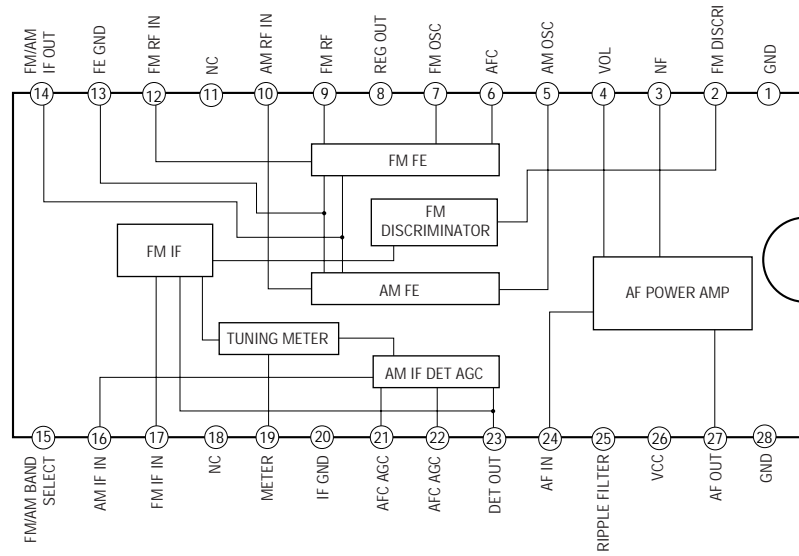 FM/AM
IF OUT
FE GND
FM RF IN
NC
AM RF IN
FM RF
REG OUT
FM OSC
AFC
AM OSC
VOL
NF
FM DISCRI
GND
14
13
12
11
10
9
8
7
6
5
4
3
2
1
FM FE
FM
DISCRIMINATOR
FM IF
AM FE
AF POWER AMP
TUNING METER
AM IF DET AGC
15
16
17
18
19
20
21
22
23
24
25
26
27
28
FM/AM BAND
SELECT
AM IF IN
FM IF IN
NC
METER
IF GND
AFC AGC
AFC AGC
DET OUT
AF IN
RIPPLE FILTER
VCC
AF OUT
GND